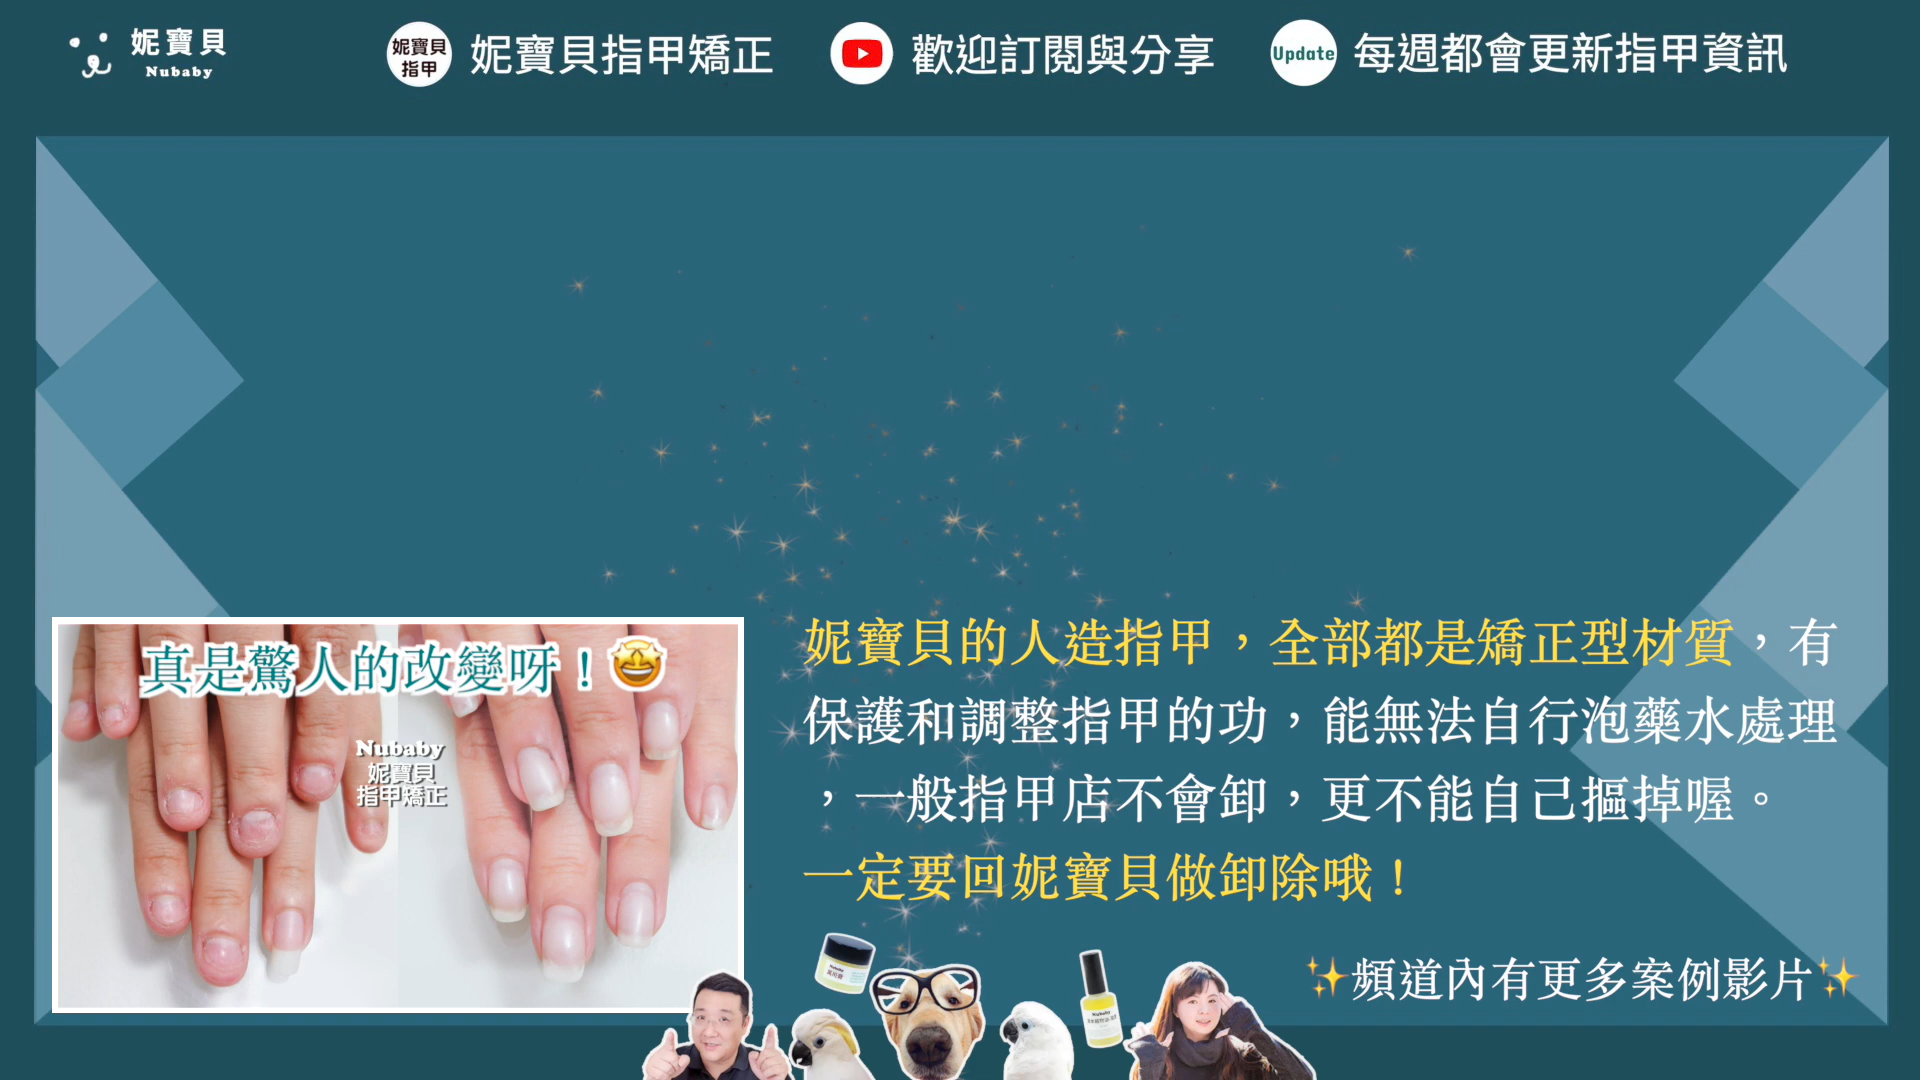 妮寶貝
Nubaby
妮寶貝
指甲
妮寶貝指甲矯正
歡迎訂閱與分享
Update
每週都會更新指甲資訊
真是驚人的改變呀！
Nubaby
妮寶貝
指甲矯正
妮寶貝的人造指甲，全部都是矯正型材質，有
保護和調整指甲的功，能無法自行泡藥水處理
，一般指甲店不會卸，更不能自己摳掉喔。
一定要回妮寶貝做卸除哦！
頻道內有更多案例影片
Nubaby
Nubaby